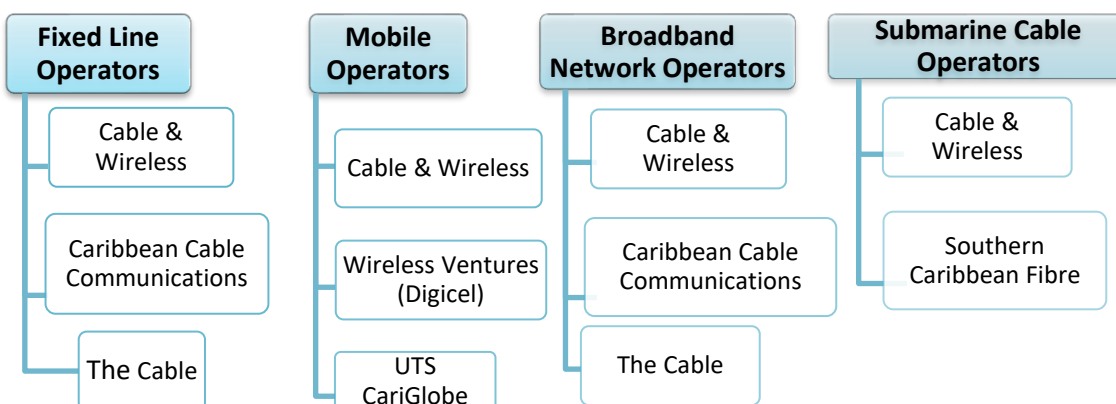 Fixed Line
Operators
Cable &
Wireless
Caribbean Cable
Communications
The Cable
Mobile
Operators
Cable & Wireless
Wireless Ventures
(Digicel)
UTS
CariGlobe
Broadband
Network Operators
Cable &
Wireless
Caribbean Cable
Communications
The Cable
Submarine Cable
Operators
Cable &
Wireless
Southern
Caribbean Fibre